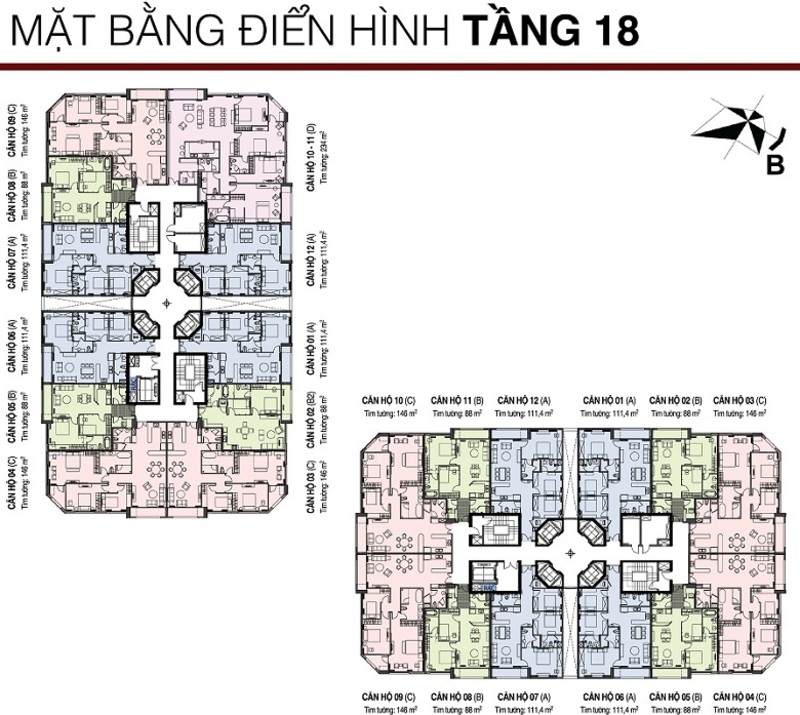 MẶT BẰNG ĐIỂN HÌNH TẦNG 18
B
CĂN HỘ 09 (C)
Tim tường: 146 m²
CĂN HỘ 08 (B)
Tim tường: 88 m²
CĂN HỘ 07 (A)
Tim tường: 111,4 m²
CĂN HỘ 06 (A)
Tim tường: 111,4 m²
CĂN HỘ 05 (B)
Tim tường: 88 m²
CĂN HỘ 04 (C)
Tim tường: 146 m²
CĂN HỘ 10 - 11 (D)
Tim tường: 234 m²
CĂN HỘ 12 (A)
Tim tường: 111,4 m²
CĂN HỘ 01 (A)
Tim tường: 111,4 m²
CĂN HỘ 02 (B2)
Tim tường: 88 m²
CĂN HỘ 03 (C)
Tim tường: 146 m²
RÁC
CĂN HỘ 10 (C) CĂN HỘ 11 (B) CĂN HỘ 12 (A) CĂN HỘ 01 (A) CĂN HỘ 02 (B) CĂN HỘ 03 (C)
Tim tường: 146 m² Tim tường: 88 m² Tim tường: 111,4 m² Tim tường: 111,4 m² Tim tường: 88 m² Tim tường: 146 m²
RÁC
CĂN HỘ 09 (C) CĂN HỘ 08 (B) CĂN HỘ 07 (A) CĂN HỘ 06 (A) CĂN HỘ 05 (B) CĂN HỘ 04 (C)
Tim tường: 146 m² Tim tường: 88 m² Tim tường: 111,4 m² Tim tường: 111,4 m² Tim tường: 88 m² Tim tường: 146 m²